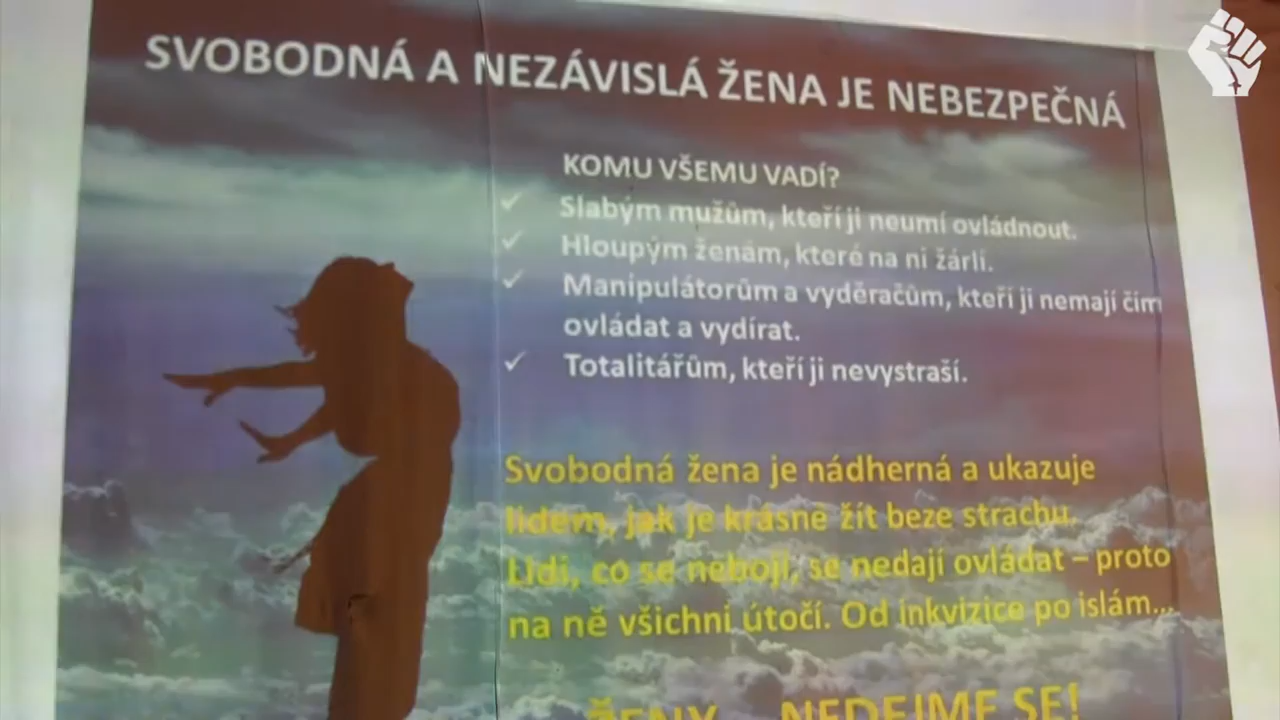 SVOBODNÁ A NEZÁVISLÁ ŽENA JE NEBEZPEČNÁ
KOMU VŠEMU VADÍ?
✓ Slabým mužům, kteří ji neumí ovládnout.
✓ Hloupým ženám, které na ni žárlí.
✓ Manipulátorům a vyděračům, kteří ji nemají čím
ovládat a vydírat.
✓ Totalitářům, kteří ji nevystraší.
Svobodná žena je nádherná a ukazuje
lidem, jak je krásné žít beze strachu.
Lidi, co se nebojí, se nedají ovládat – proto
na ně všichni útočí. Od inkvizice po islám...
ŽENY NEDEJME SE!